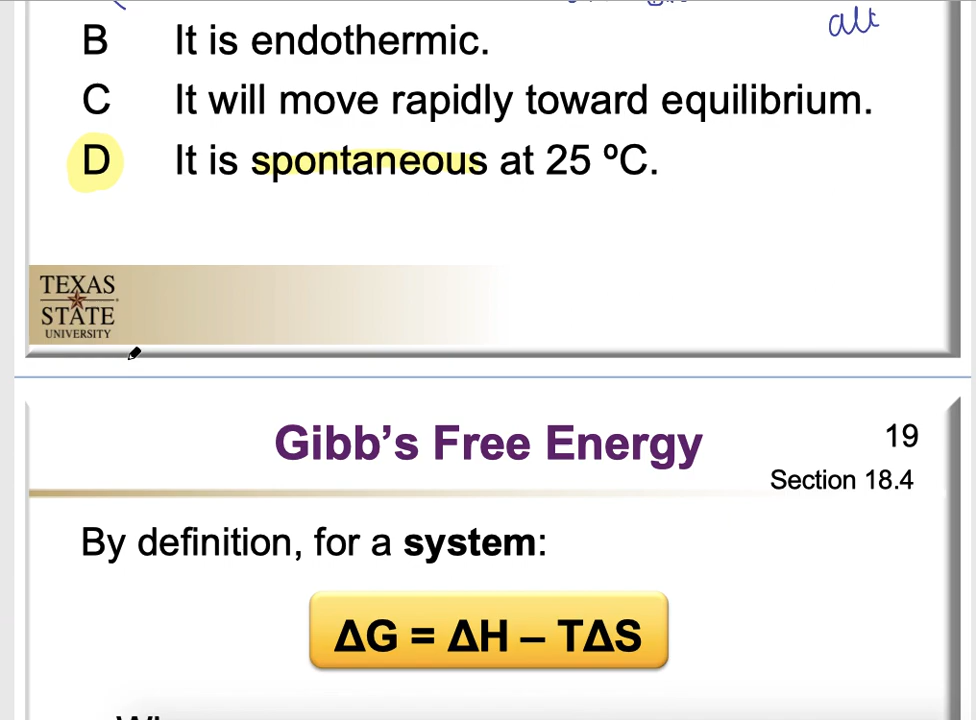 alt
B It is endothermic.
C It will move rapidly toward equilibrium.
D It is spontaneous at 25 ºC.
TEXAS
STATE
UNIVERSITY
Gibb’s Free Energy
19
Section 18.4
By definition, for a system:
ΔG = ΔH – TΔS